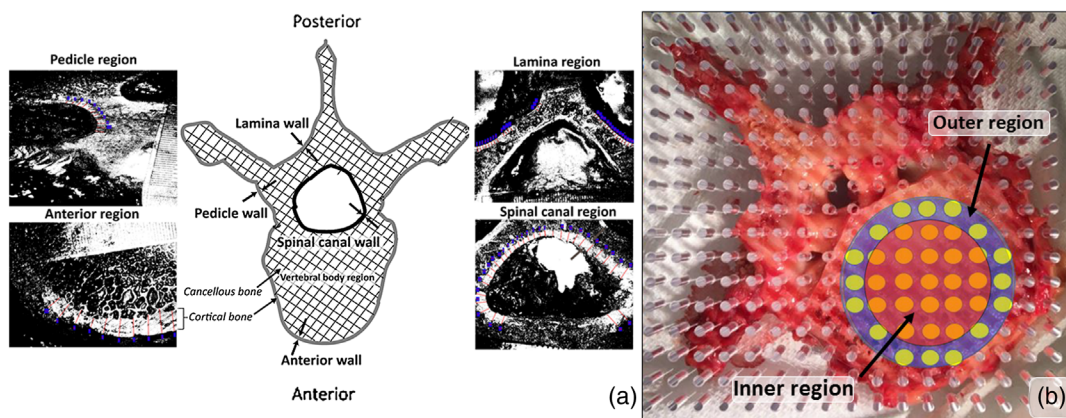 Posterior
Pedicle region
Lamina region
Lamina wall
Pedicle wall
Anterior region
Spinal canal wall
Spinal canal region
Vertebral body region
Cancellous bone
Cortical bone
Anterior wall
Anterior
(a)
Outer region
Inner region
(b)